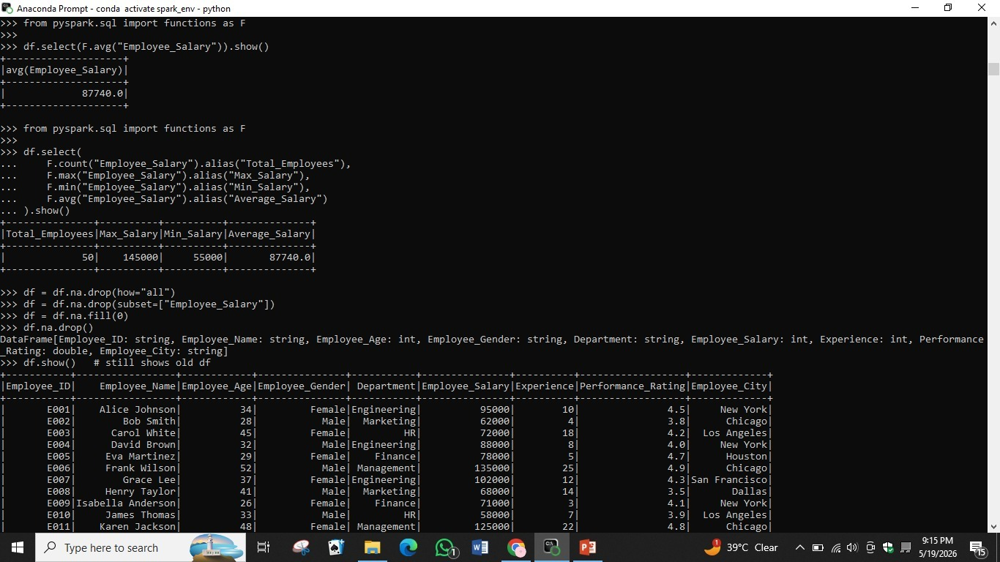 Anaconda Prompt - conda  activate spark_env - python
>>> from pyspark.sql import functions as F
>>>
>>> df.select(F.avg("Employee_Salary")).show()
+--------------------+
|avg(Employee_Salary)|
+--------------------+
|             87740.0|
+--------------------+
>>> from pyspark.sql import functions as F
>>>
>>> df.select(
...     F.count("Employee_Salary").alias("Total_Employees"),
...     F.max("Employee_Salary").alias("Max_Salary"),
...     F.min("Employee_Salary").alias("Min_Salary"),
...     F.avg("Employee_Salary").alias("Average_Salary")
... ).show()
+---------------+----------+----------+--------------+
|Total_Employees|Max_Salary|Min_Salary|Average_Salary|
+---------------+----------+----------+--------------+
|             50|    145000|     55000|       87740.0|
+---------------+----------+----------+--------------+
>>> df = df.na.drop(how="all")
>>> df = df.na.drop(subset=["Employee_Salary"])
>>> df = df.na.fill(0)
>>> df.na.drop()
DataFrame[Employee_ID: string, Employee_Name: string, Employee_Age: int, Employee_Gender: string, Department: string, Employee_Salary: int, Experience: int, Performance
_Rating: double, Employee_City: string]
>>> df.show()   # still shows old df
+-----------+-----------------+------------+---------------+-----------+---------------+----------+------------------+-------------+
|Employee_ID|    Employee_Name|Employee_Age|Employee_Gender| Department|Employee_Salary|Experience|Performance_Rating|Employee_City|
+-----------+-----------------+------------+---------------+-----------+---------------+----------+------------------+-------------+
|       E001|    Alice Johnson|          34|         Female|Engineering|          95000|        10|               4.5|     New York|
|       E002|        Bob Smith|          28|           Male|  Marketing|          62000|         4|               3.8|      Chicago|
|       E003|      Carol White|          45|         Female|         HR|          72000|        18|               4.2|  Los Angeles|
|       E004|      David Brown|          32|           Male|Engineering|          88000|         8|               4.0|     New York|
|       E005|     Eva Martinez|          29|         Female|    Finance|          78000|         5|               4.7|      Houston|
|       E006|     Frank Wilson|          52|           Male| Management|         135000|        25|               4.9|      Chicago|
|       E007|        Grace Lee|          37|         Female|Engineering|         102000|        12|               4.3|San Francisco|
|       E008|     Henry Taylor|          41|           Male|  Marketing|          68000|        14|               3.5|       Dallas|
|       E009|Isabella Anderson|          26|         Female|    Finance|          71000|         3|               4.1|     New York|
|       E010|     James Thomas|          33|           Male|         HR|          58000|         7|               3.9|  Los Angeles|
|       E011|    Karen Jackson|          48|         Female| Management|         125000|        22|               4.8|      Chicago|
Type here to search
1
1
39°C Clear
9:15 PM
5/19/2026
15